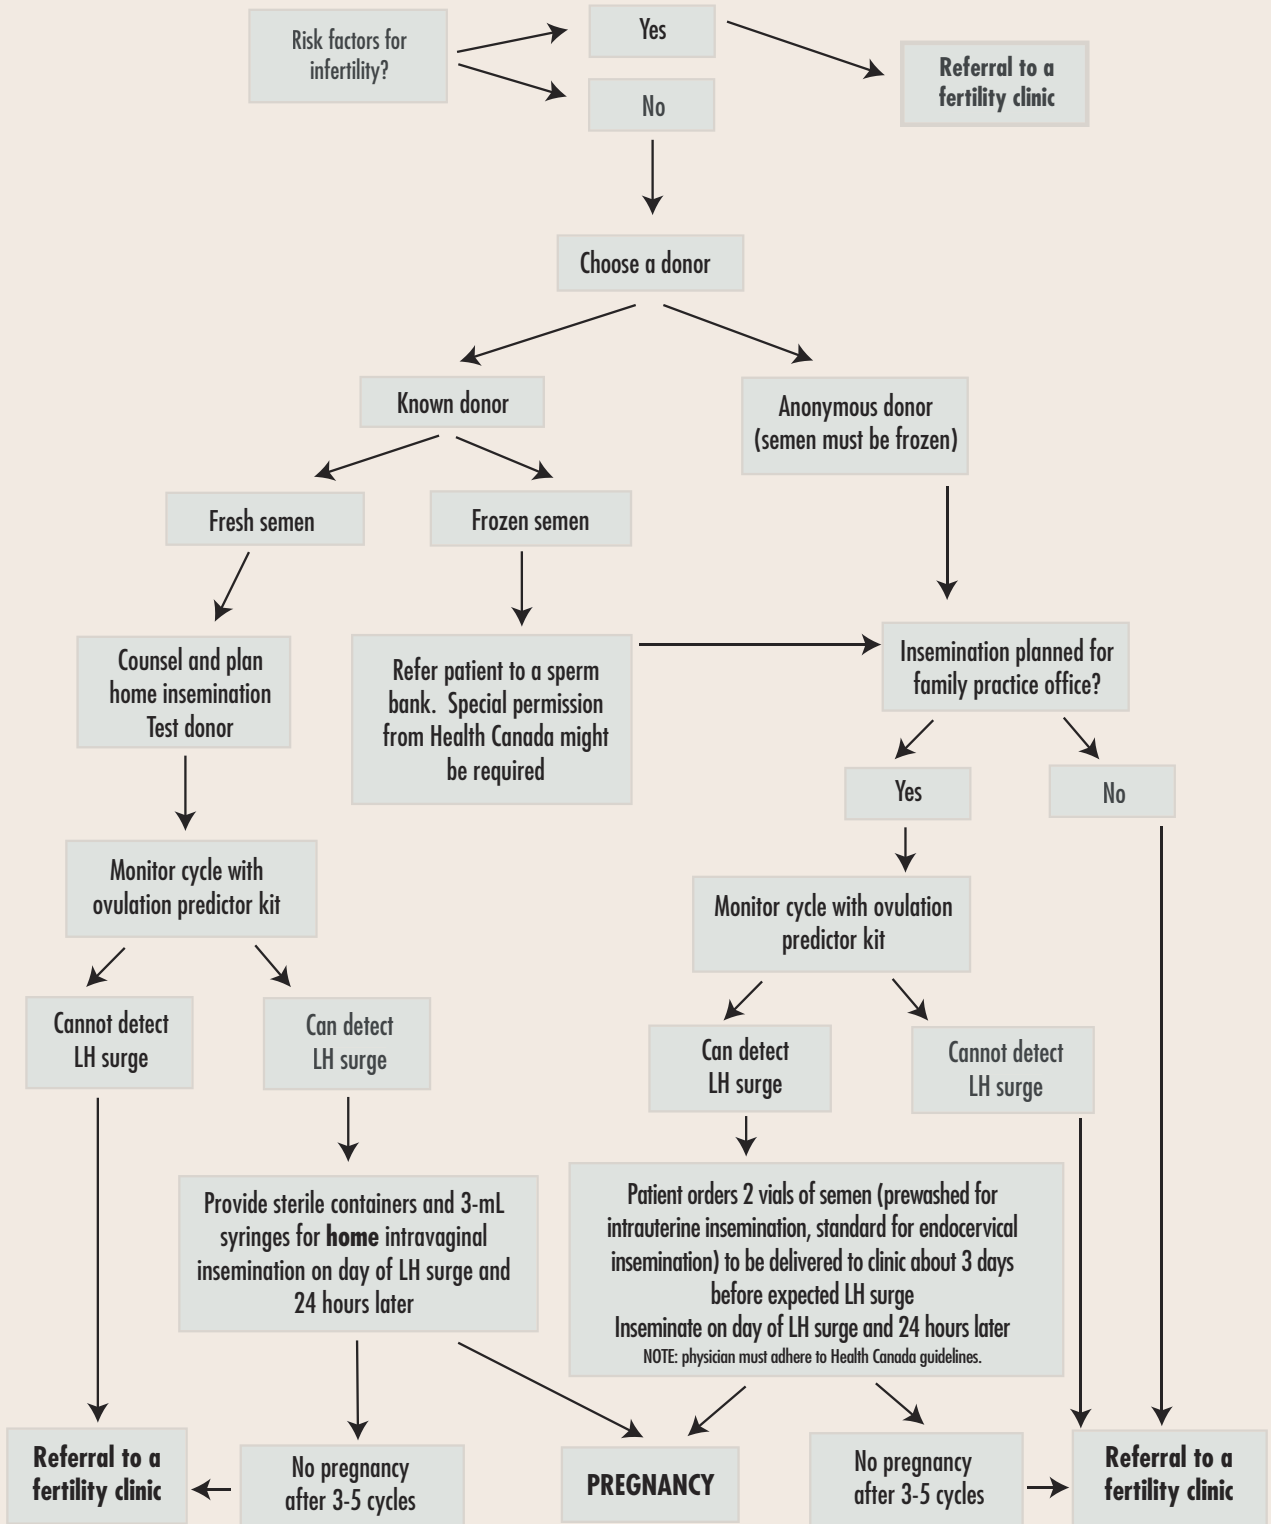 Risk factors for
infertility?
Yes
No
Referral to a
fertility clinic
Choose a donor
Known donor
Anonymous donor
(semen must be frozen)
Fresh semen
Frozen semen
Counsel and plan
home insemination
Test donor
Refer patient to a sperm
bank. Special permission
from Health Canada might
be required
Insemination planned for
family practice office?
Yes
No
Monitor cycle with
ovulation predictor kit
Monitor cycle with ovulation
predictor kit
Cannot detect
LH surge
Can detect
LH surge
Can detect
LH surge
Cannot detect
LH surge
Provide sterile containers and 3-mL
syringes for home intravaginal
insemination on day of LH surge and
24 hours later
Patient orders 2 vials of semen (prewashed for
intrauterine insemination, standard for endocervical
insemination) to be delivered to clinic about 3 days
before expected LH surge
Inseminate on day of LH surge and 24 hours later
NOTE: physician must adhere to Health Canada guidelines.
Referral to a
fertility clinic
No pregnancy
after 3-5 cycles
PREGNANCY
No pregnancy
after 3-5 cycles
Referral to a
fertility clinic